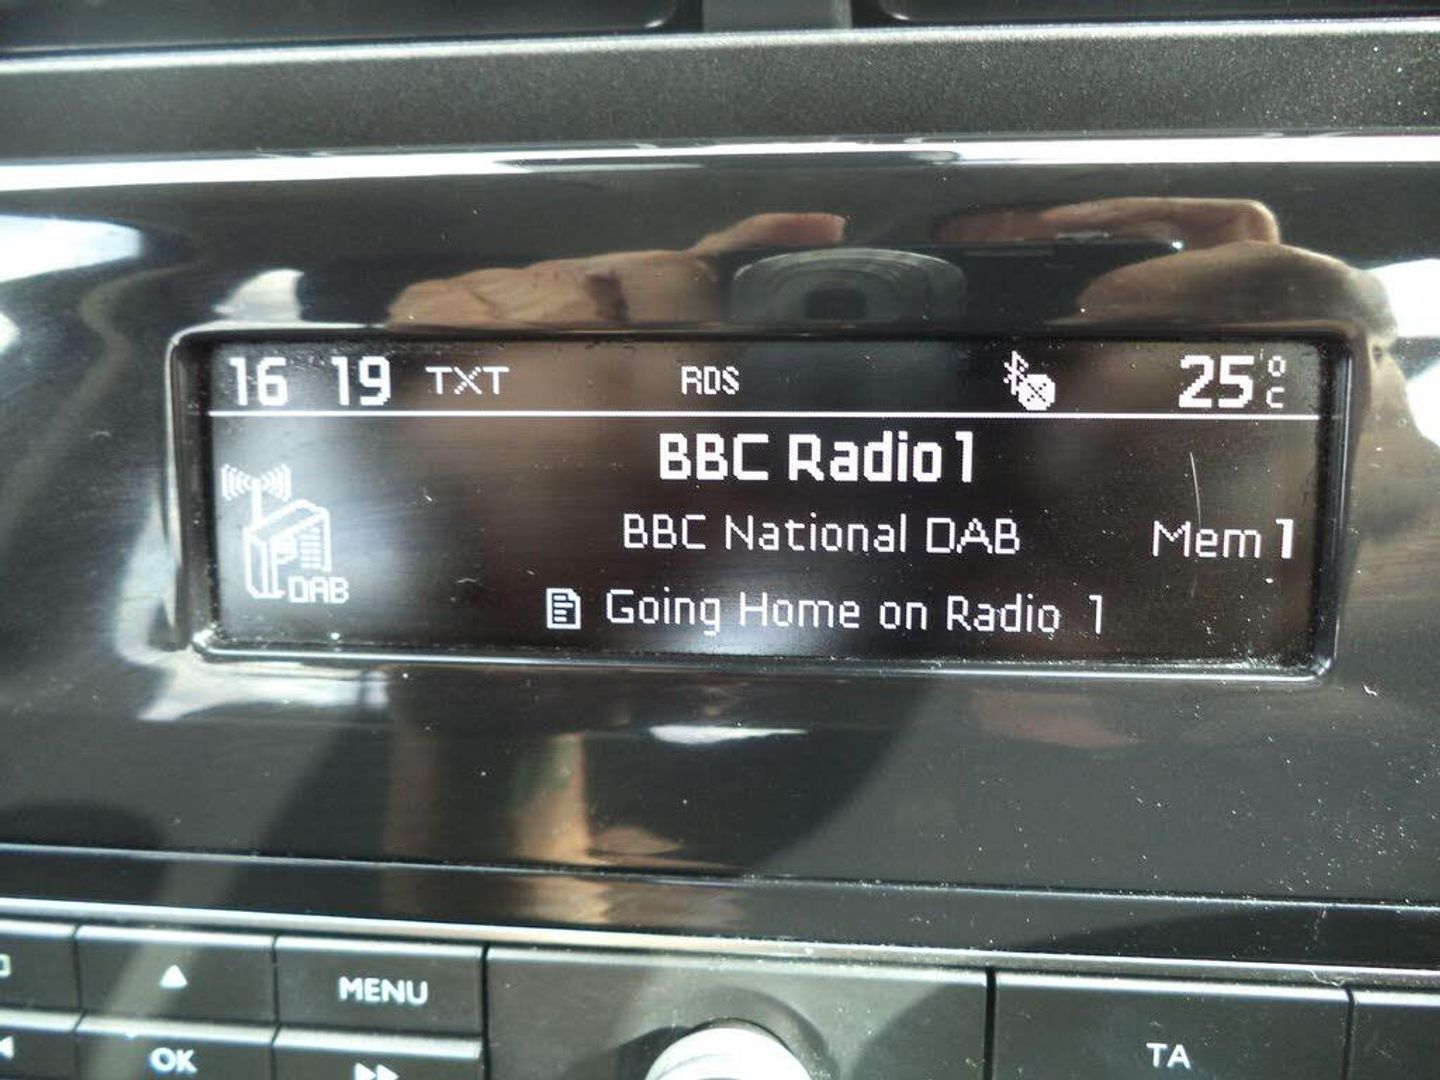 16 19 TXT RDS 25°C
BBC Radio 1
BBC National DAB Mem 1
DAB
Going Home on Radio 1
MENU
OK
TA